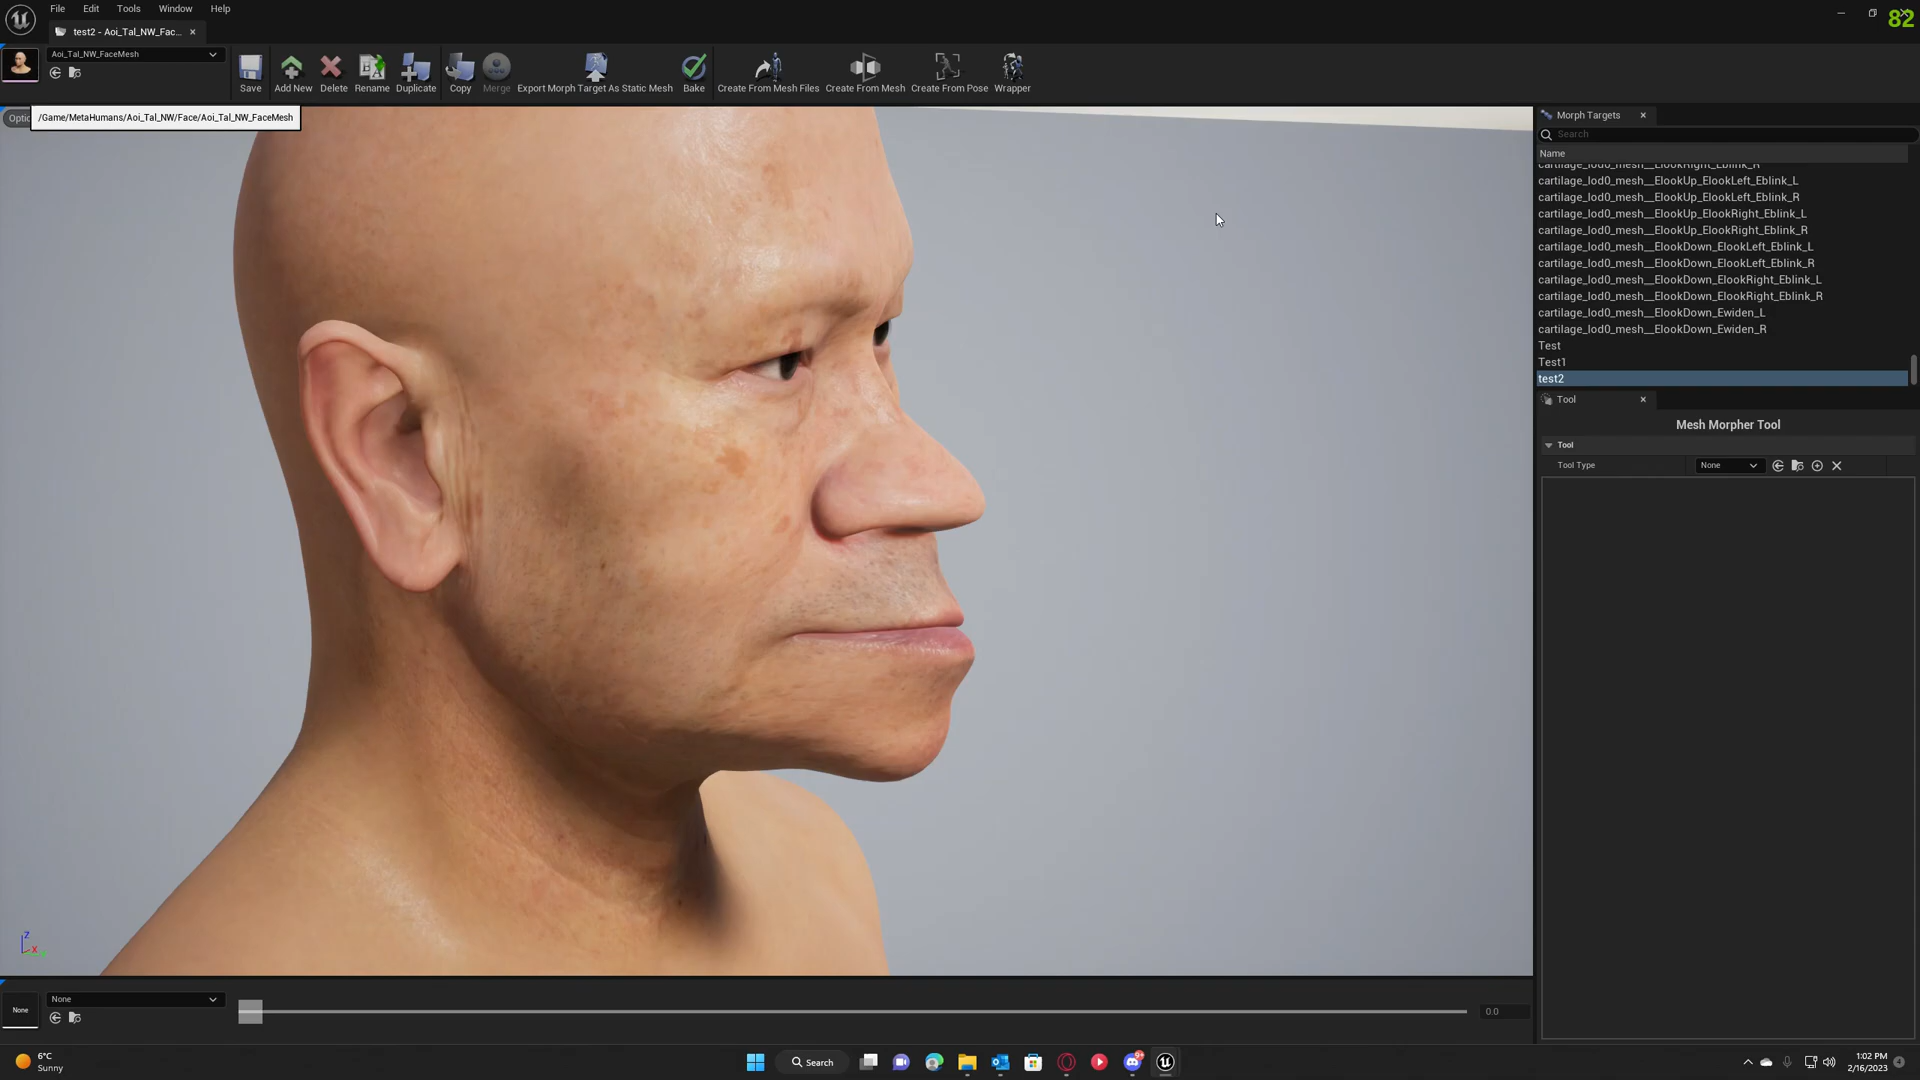 File Edit Tools Window Help
82
test2 - Aoi_Tal_NW_Fac...
Aoi_Tal_NW_FaceMesh
Save Add New Delete Rename Duplicate Copy Merge Export Morph Target As Static Mesh Bake Create From Mesh Files Create From Mesh Create From Pose Wrapper
Optio
/Game/MetaHumans/Aoi_Tal_NW/Face/Aoi_Tal_NW_FaceMesh
Morph Targets
Search
Name
cartilage_lod0_mesh__ElookRight_Eblink_R
cartilage_lod0_mesh__ElookUp_ElookLeft_Eblink_L
cartilage_lod0_mesh__ElookUp_ElookLeft_Eblink_R
cartilage_lod0_mesh__ElookUp_ElookRight_Eblink_L
cartilage_lod0_mesh__ElookUp_ElookRight_Eblink_R
cartilage_lod0_mesh__ElookDown_ElookLeft_Eblink_L
cartilage_lod0_mesh__ElookDown_ElookLeft_Eblink_R
cartilage_lod0_mesh__ElookDown_ElookRight_Eblink_L
cartilage_lod0_mesh__ElookDown_ElookRight_Eblink_R
cartilage_lod0_mesh__ElookDown_Ewiden_L
cartilage_lod0_mesh__ElookDown_Ewiden_R
Test
Test1
test2
Tool
Mesh Morpher Tool
Tool
Tool Type None
Z
X
None
None
0.0
6°C
Sunny
Search
9+
1:02 PM
2/16/2023
4